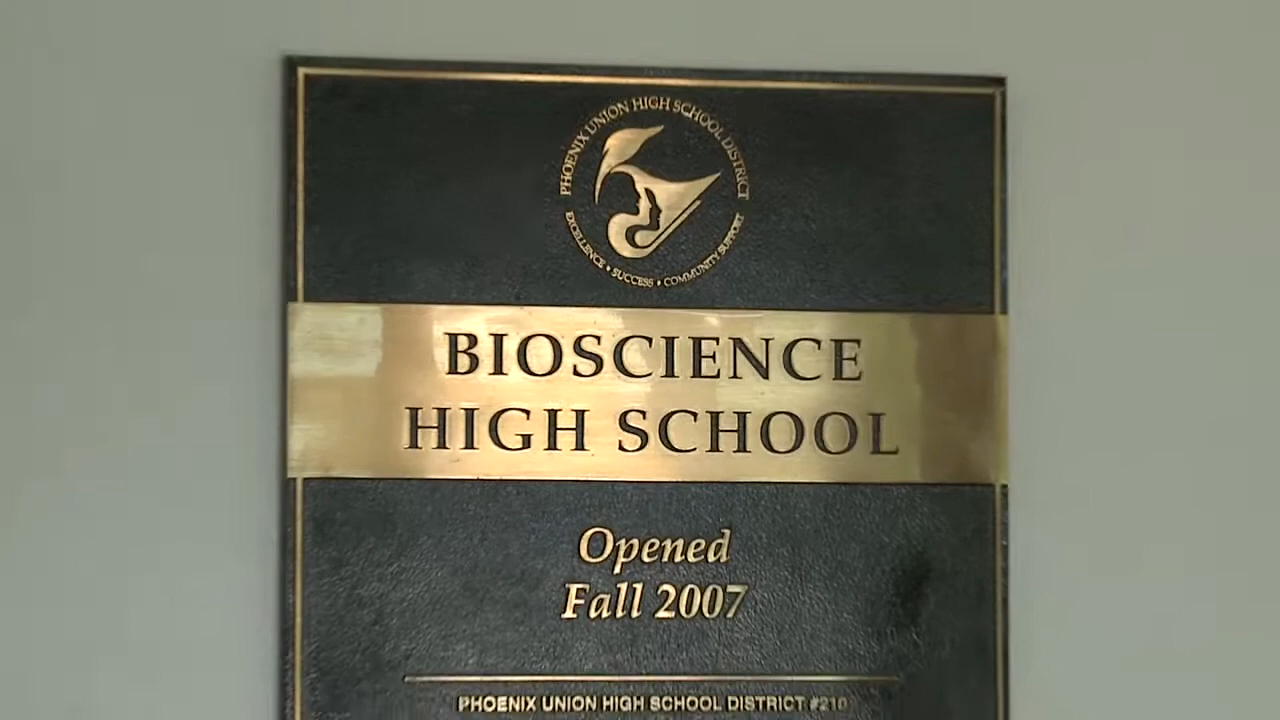 PHOENIX UNION HIGH SCHOOL DISTRICT
EXCELLENCE • SUCCESS • COMMUNITY SUPPORT
BIOSCIENCE
HIGH SCHOOL
Opened
Fall 2007
PHOENIX UNION HIGH SCHOOL DISTRICT #210